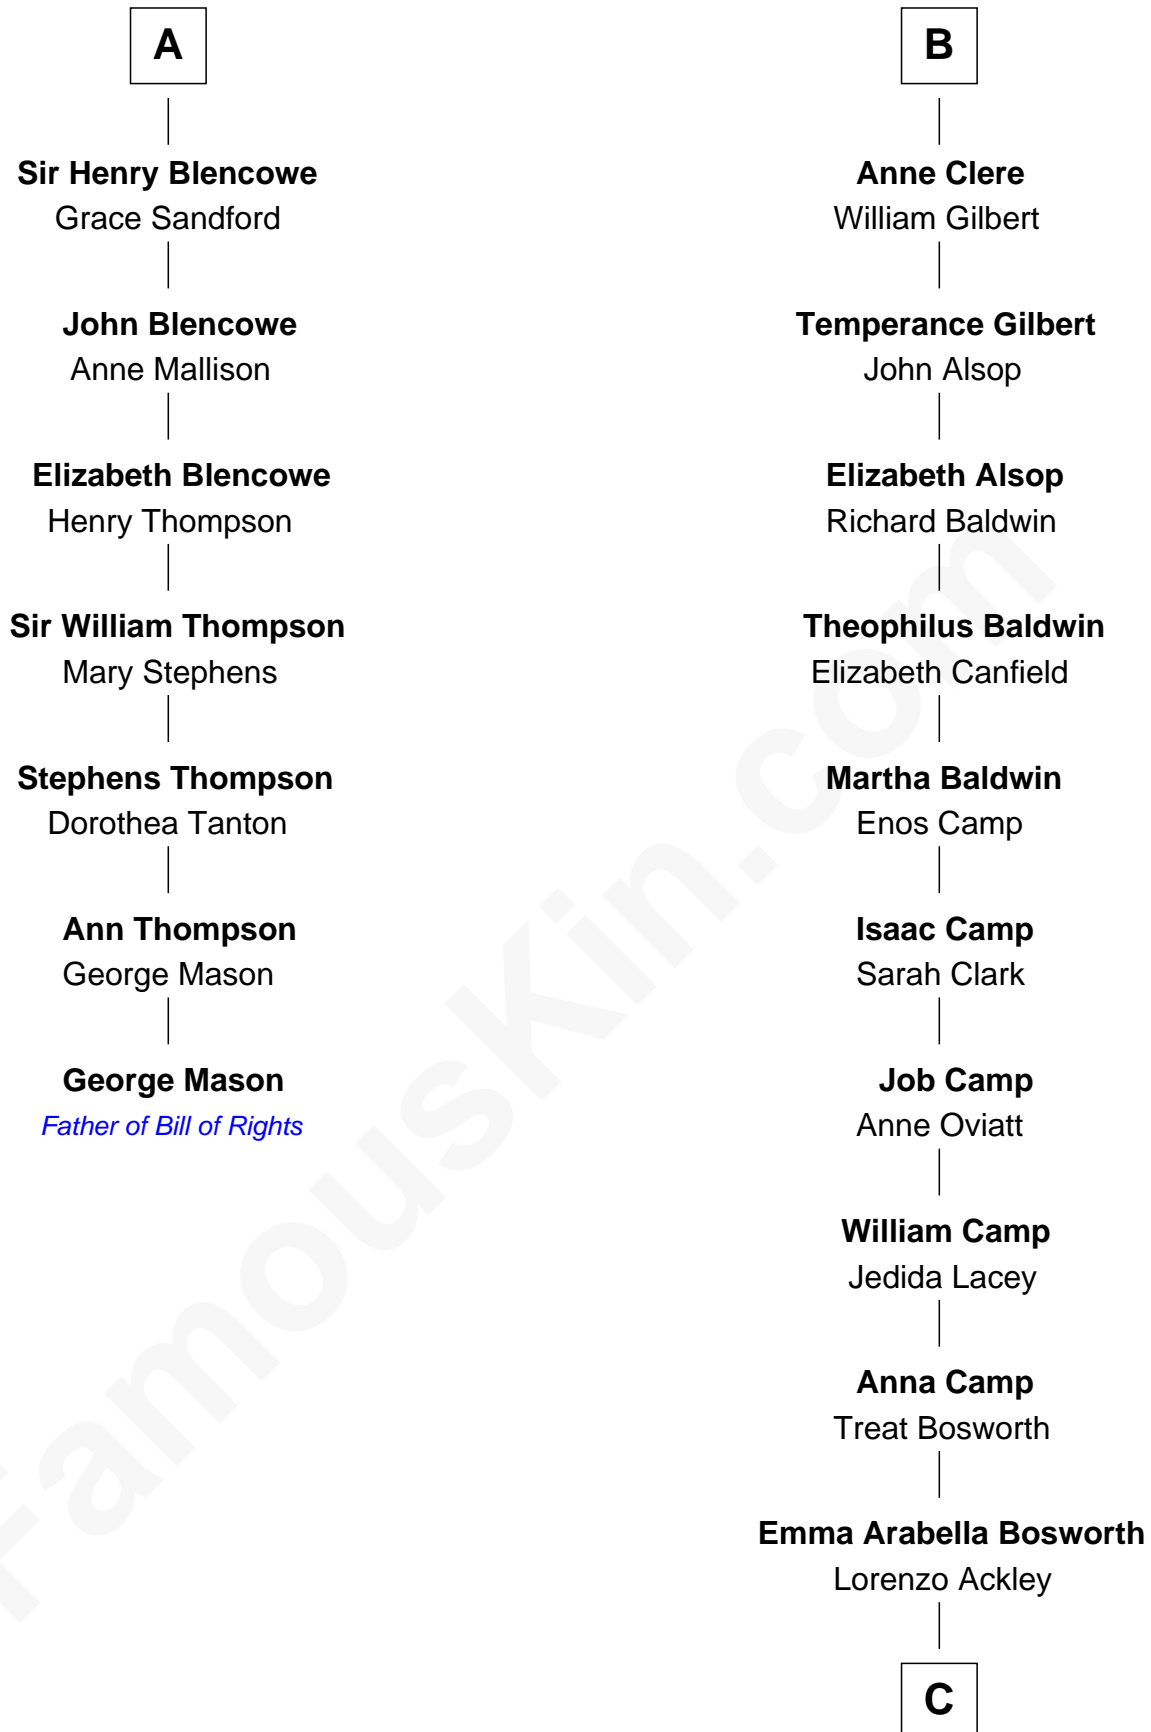 A
Sir Henry Blencowe
Grace Sandford
John Blencowe
Anne Mallison
Elizabeth Blencowe
Henry Thompson
Sir William Thompson
Mary Stephens
Stephens Thompson
Dorothea Tanton
Ann Thompson
George Mason
George Mason
Father of Bill of Rights
B
Anne Clere
William Gilbert
Temperance Gilbert
John Alsop
Elizabeth Alsop
Richard Baldwin
Theophilus Baldwin
Elizabeth Canfield
Martha Baldwin
Enos Camp
Isaac Camp
Sarah Clark
Job Camp
Anne Oviatt
William Camp
Jedida Lacey
Anna Camp
Treat Bosworth
Emma Arabella Bosworth
Lorenzo Ackley
C
FamousKin.com